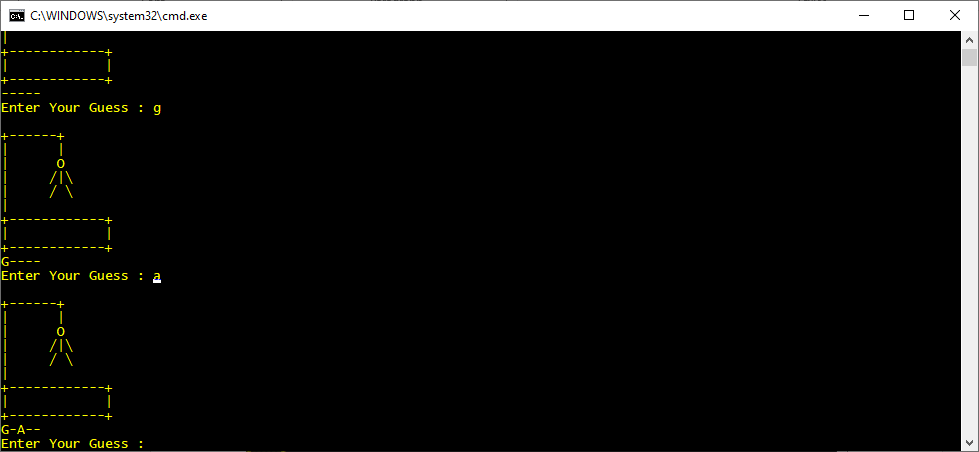 C:\WINDOWS\system32\cmd.exe
|
+------------+
|            |
+------------+
-----
Enter Your Guess : g
+------+
|      |
|      O
|     /|\
|     / \
|
+------------+
|            |
+------------+
G----
Enter Your Guess : a
+------+
|      |
|      O
|     /|\
|     / \
|
+------------+
|            |
+------------+
G-A--
Enter Your Guess :